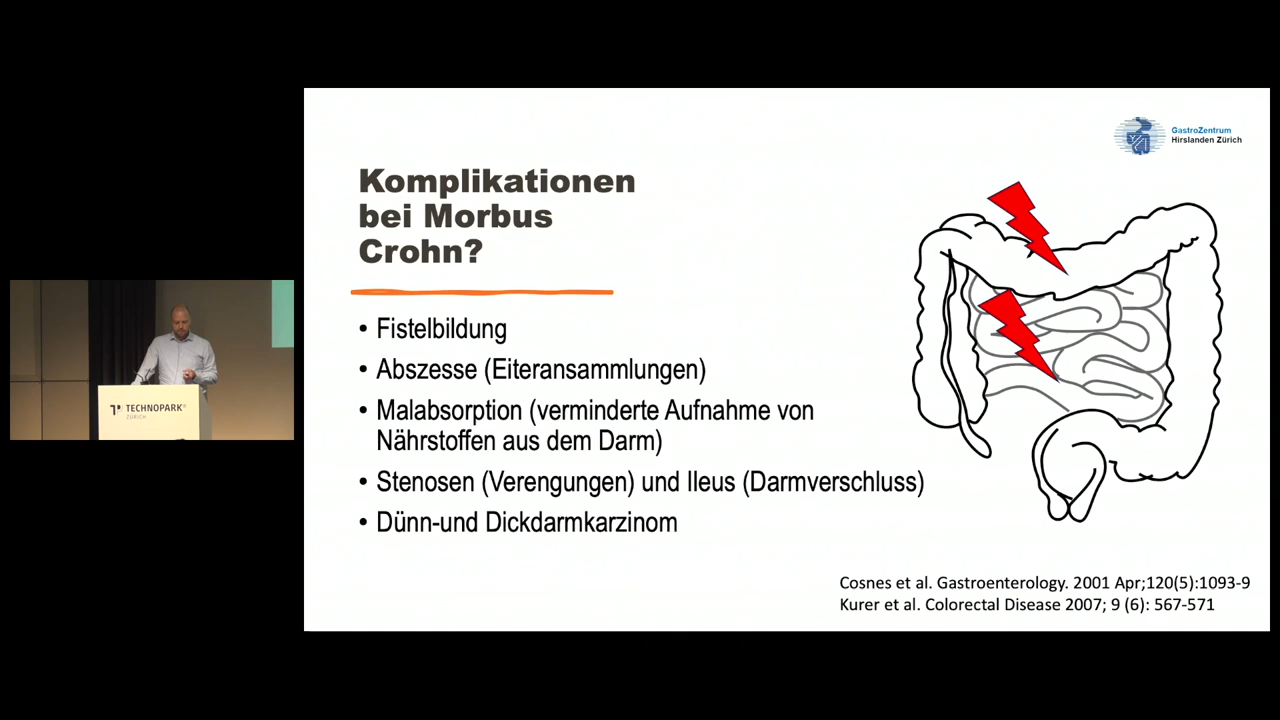 GastroZentrum
Hirslanden Zürich
Komplikationen
bei Morbus
Crohn?
• Fistelbildung
• Abszesse (Eiteransammlungen)
• Malabsorption (verminderte Aufnahme von
Nährstoffen aus dem Darm)
• Stenosen (Verengungen) und Ileus (Darmverschluss)
• Dünn-und Dickdarmkarzinom
Cosnes et al. Gastroenterology. 2001 Apr;120(5):1093-9
Kurer et al. Colorectal Disease 2007; 9 (6): 567-571
TECHNOPARK®
ZÜRICH